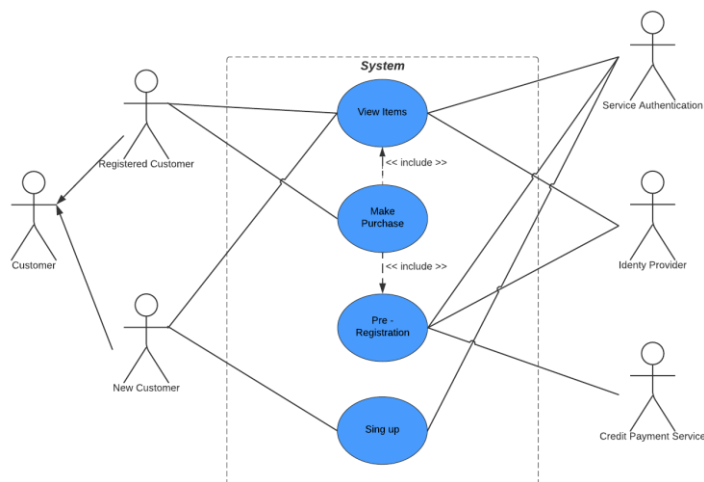 System
View Items
Service Authentication
Registered Customer
<< include >>
Make
Purchase
Customer
Identy Provider
<< include >>
Pre -
Registration
New Customer
Sing up
Credit Payment Service